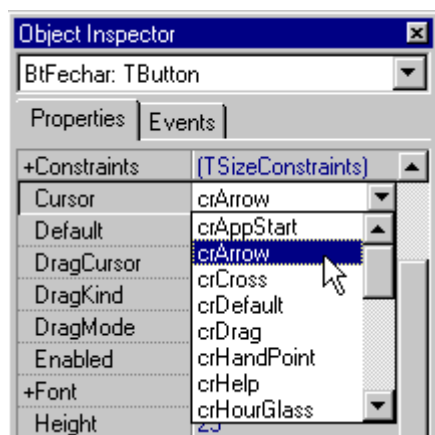 Object Inspector
BtFechar: TButton
Properties Events
+Constraints (TSizeConstraints)
Cursor crArrow
Default crAppStart
DragCursor crArrow
DragKind crCross
DragMode crDefault
Enabled crDrag
+Font crHandPoint
Height crHelp
crHourGlass